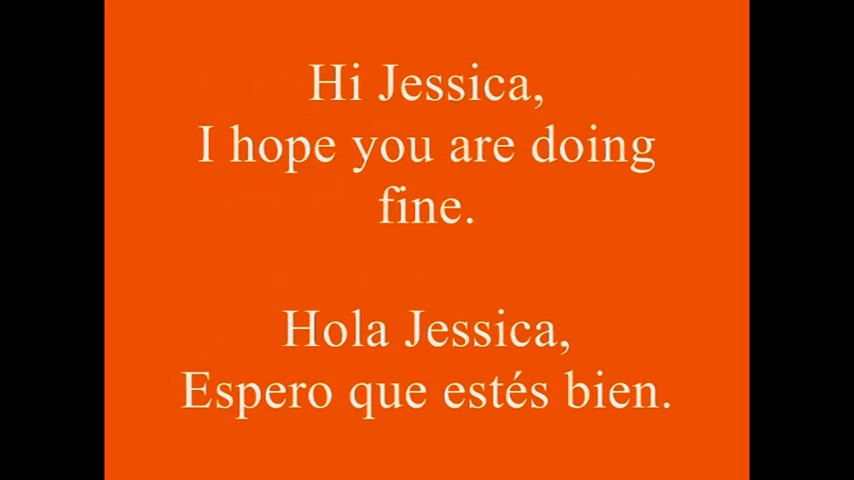 Hi Jessica,
I hope you are doing
fine.
Hola Jessica,
Espero que estés bien.